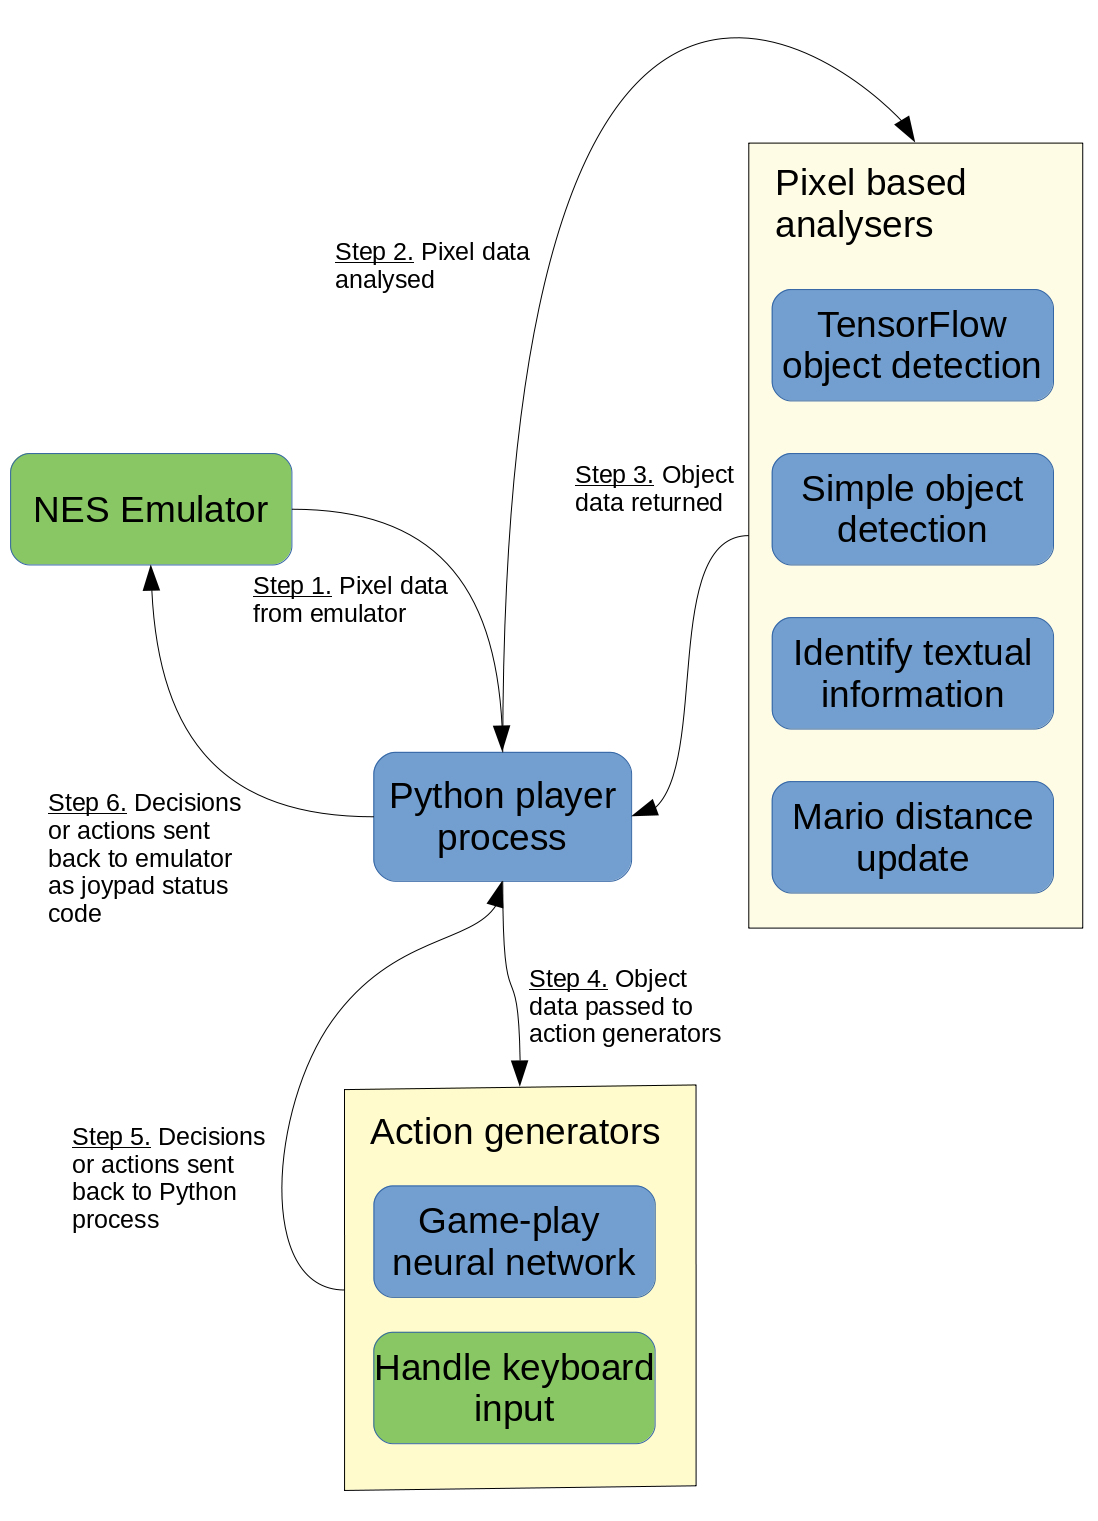 Step 2. Pixel data
analysed
Pixel based
analysers
TensorFlow
object detection
Simple object
detection
Identify textual
information
Mario distance
update
Step 3. Object
data returned
NES Emulator
Step 1. Pixel data
from emulator
Python player
process
Step 6. Decisions
or actions sent
back to emulator
as joypad status
code
Step 4. Object
data passed to
action generators
Step 5. Decisions
or actions sent
back to Python
process
Action generators
Game-play
neural network
Handle keyboard
input